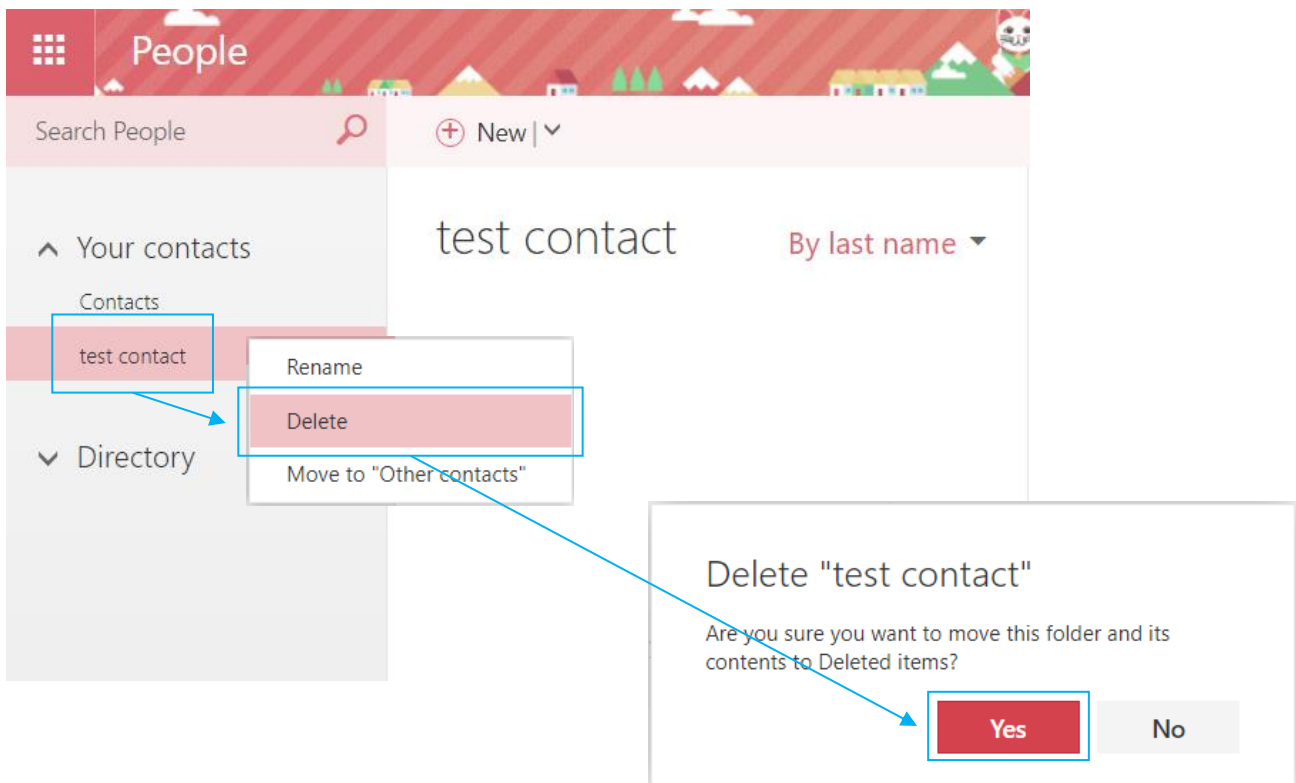 People
Search People
New
Your contacts
Contacts
test contact
Directory
test contact
By last name
Rename
Delete
Move to "Other contacts"
Delete "test contact"
Are you sure you want to move this folder and its
contents to Deleted items?
Yes
No